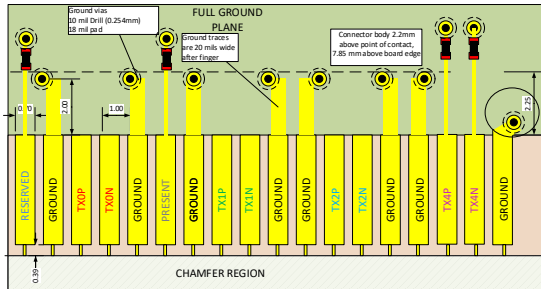 FULL GROUND
PLANE
Ground vias
10 mil Drill (0.254mm)
18 mil pad
Ground traces
are 20 mils wide
after finger
Connector body 2.2mm
above point of contact,
7.85 mm above board edge
2.00
1.00
2.25
RESERVED
GROUND
TX0P
TX0N
GROUND
PRESENT
GROUND
TX1P
TX1N
GROUND
GROUND
TX2P
TX2N
GROUND
GROUND
TX4P
TX4N
GROUND
0.39
CHAMFER REGION